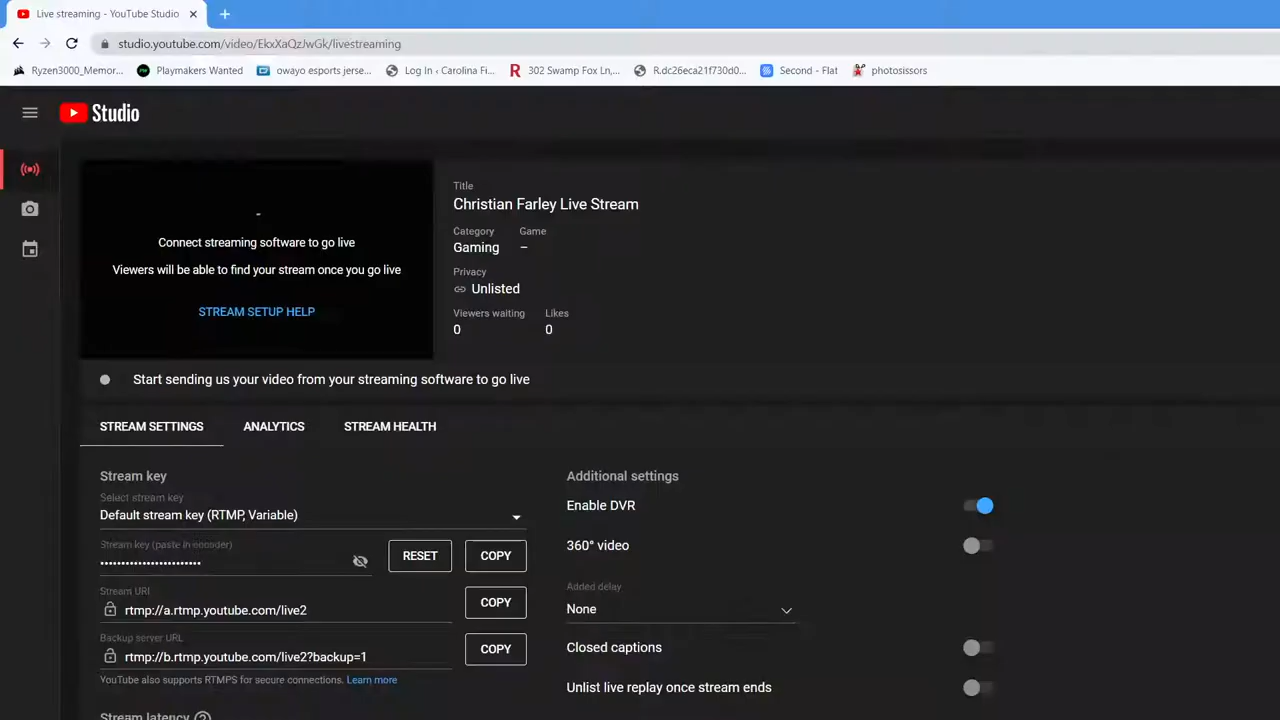 Live streaming - YouTube Studio
studio.youtube.com/video/EkxXaQzJwGk/livestreaming
Ryzen3000_Memor... Playmakers Wanted owayo esports jerse... Log In ‹ Carolina Fi... 302 Swamp Fox Ln,... R.dc26eca21f730d0... Second - Flat photosissors
Studio
-
Connect streaming software to go live
Viewers will be able to find your stream once you go live
STREAM SETUP HELP
Title
Christian Farley Live Stream
Category Game
Gaming –
Privacy
Unlisted
Viewers waiting Likes
0 0
Start sending us your video from your streaming software to go live
STREAM SETTINGS ANALYTICS STREAM HEALTH
Stream key
Select stream key
Default stream key (RTMP, Variable)
Stream key (paste in encoder)
••••••••••••••••••••••••
RESET COPY
Stream URL
rtmp://a.rtmp.youtube.com/live2
COPY
Backup server URL
rtmp://b.rtmp.youtube.com/live2?backup=1
COPY
YouTube also supports RTMPS for secure connections. Learn more
Stream latency
Additional settings
Enable DVR
360° video
Added delay
None
Closed captions
Unlist live replay once stream ends